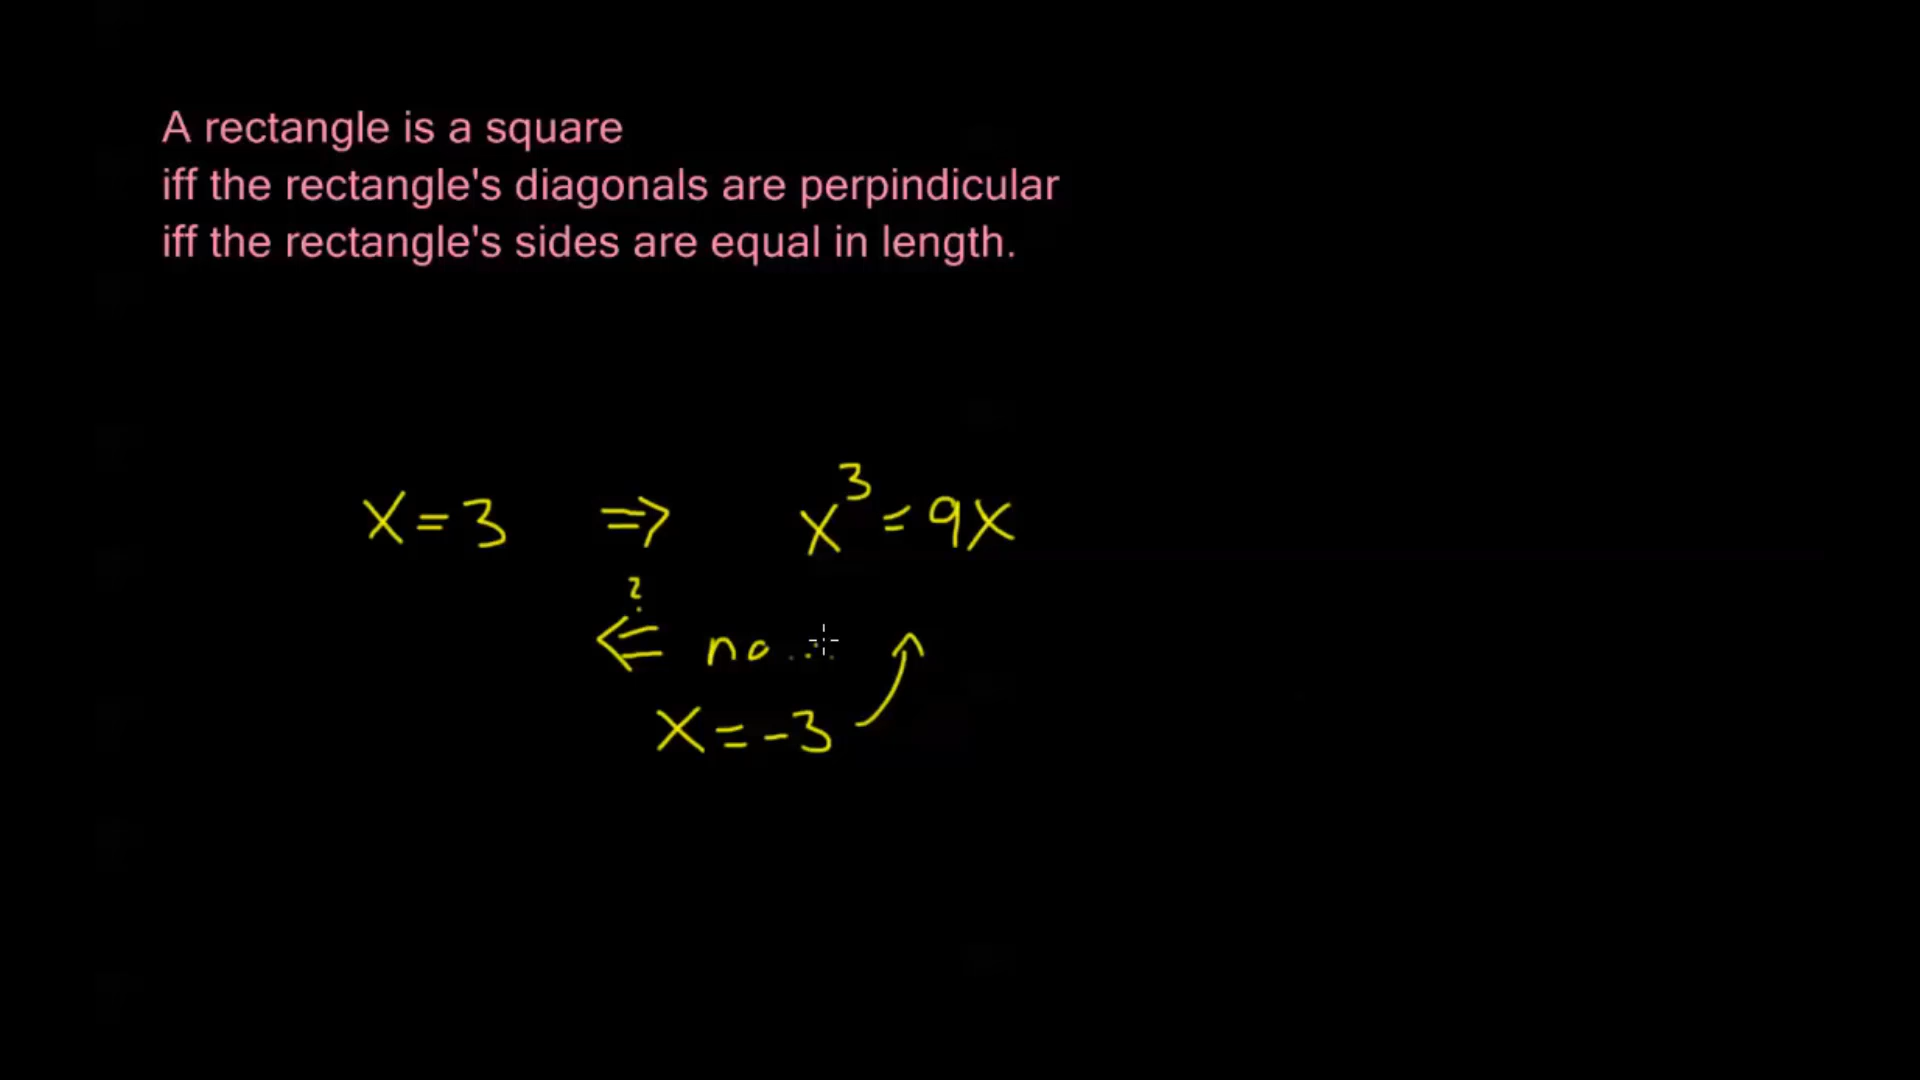 A rectangle is a square
iff the rectangle's diagonals are perpindicular
iff the rectangle's sides are equal in length.
x = 3 ⇒ x³ = 9x
?
⇐ no ...
x = -3